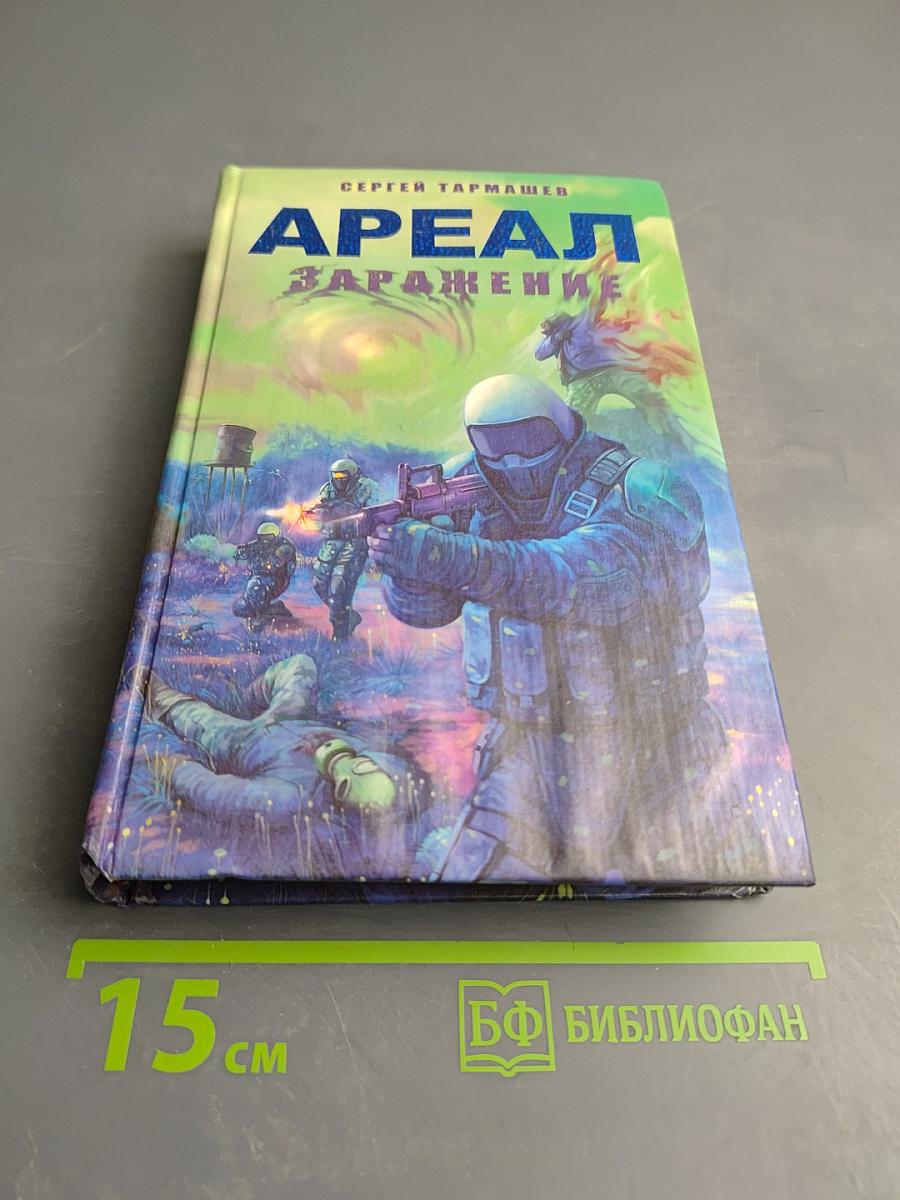 СЕРГЕЙ ТАРМАШЕВ
АРЕАЛ
ЗАРАЖЕНИЕ
15 см
БФ БИБЛИОФАН